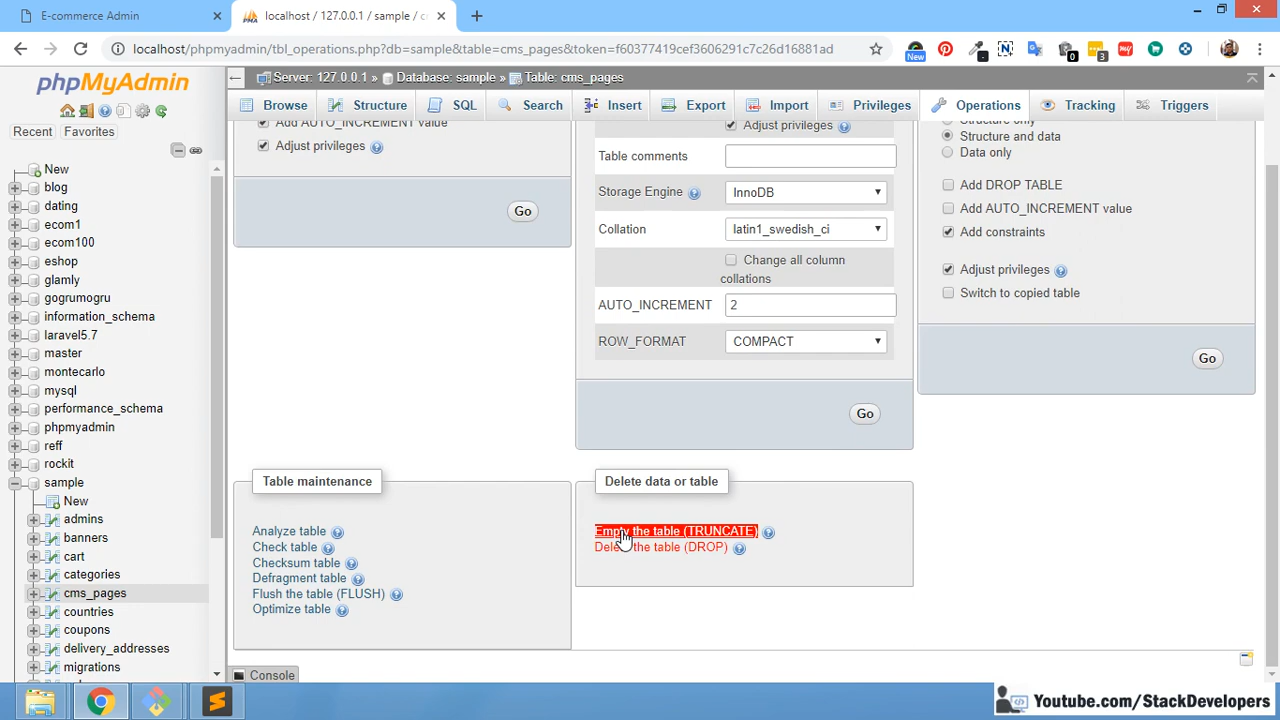 E-commerce Admin
localhost / 127.0.0.1 / sample / c
localhost/phpmyadmin/tbl_operations.php?db=sample&table=cms_pages&token=f60377419cef3606291c7c26d16881ad
New
0
3
phpMyAdmin
Recent
Favorites
New
blog
dating
ecom1
ecom100
eshop
glamly
gogrumogru
information_schema
laravel5.7
master
montecarlo
mysql
performance_schema
phpmyadmin
reff
rockit
sample
New
admins
banners
cart
categories
cms_pages
countries
coupons
delivery_addresses
migrations
Server: 127.0.0.1 » Database: sample » Table: cms_pages
Browse
Structure
SQL
Search
Insert
Export
Import
Privileges
Operations
Tracking
Triggers
Add AUTO_INCREMENT value
Adjust privileges
Go
Adjust privileges
Table comments
Storage Engine
InnoDB
Collation
latin1_swedish_ci
Change all column
collations
AUTO_INCREMENT
2
ROW_FORMAT
COMPACT
Go
Structure only
Structure and data
Data only
Add DROP TABLE
Add AUTO_INCREMENT value
Add constraints
Adjust privileges
Switch to copied table
Go
Table maintenance
Analyze table
Check table
Checksum table
Defragment table
Flush the table (FLUSH)
Optimize table
Delete data or table
Empty the table (TRUNCATE)
Delete the table (DROP)
Console
Youtube.com/StackDevelopers